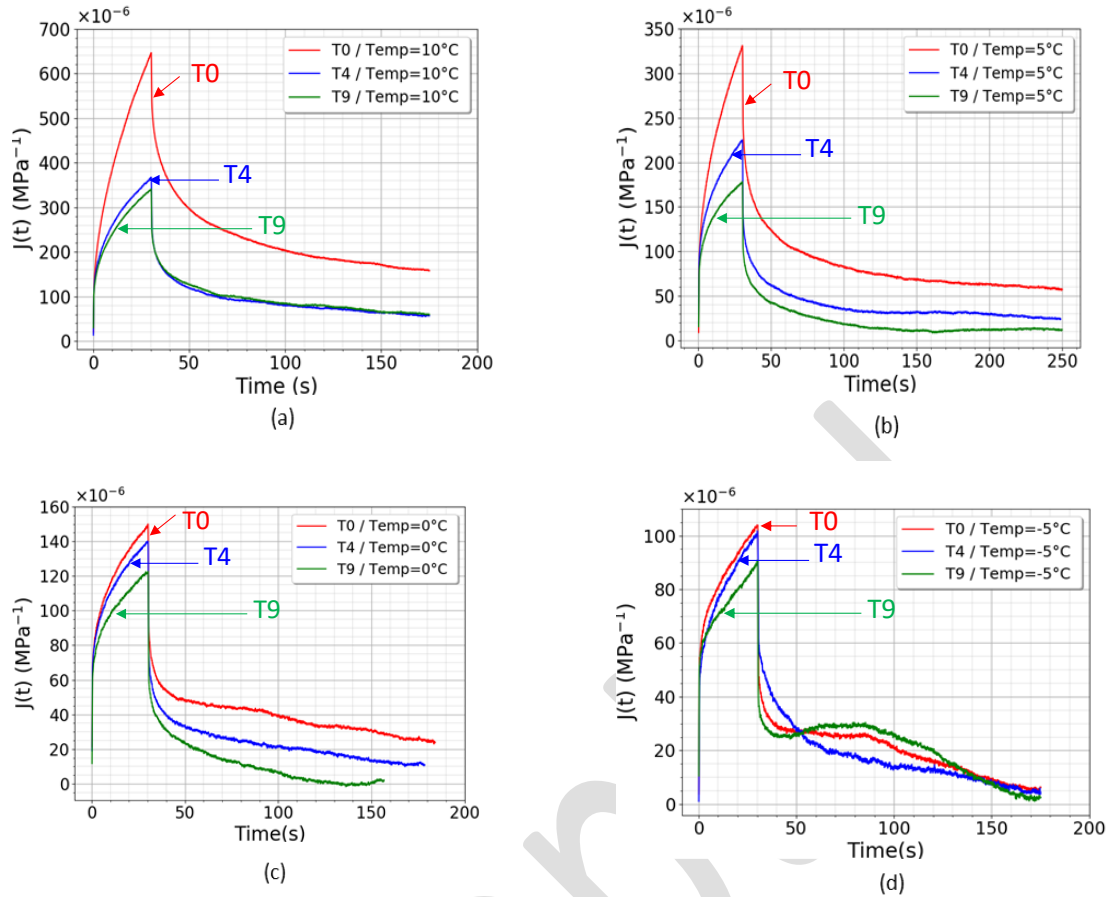 ×10⁻⁶
700
600
500
400
300
200
100
0
J(t) (MPa⁻¹)
T0 / Temp=10°C
T4 / Temp=10°C
T9 / Temp=10°C
T0
T4
T9
0 50 100 150 200
Time (s)
(a)
×10⁻⁶
350
300
250
200
150
100
50
0
J(t) (MPa⁻¹)
T0 / Temp=5°C
T4 / Temp=5°C
T9 / Temp=5°C
T0
T4
T9
0 50 100 150 200 250
Time(s)
(b)
×10⁻⁶
160
140
120
100
80
60
40
20
0
J(t) (MPa⁻¹)
T0 / Temp=0°C
T4 / Temp=0°C
T9 / Temp=0°C
T0
T4
T9
0 50 100 150 200
Time(s)
(c)
×10⁻⁶
100
80
60
40
20
0
J(t) (MPa⁻¹)
T0 / Temp=-5°C
T4 / Temp=-5°C
T9 / Temp=-5°C
T0
T4
T9
0 50 100 150 200
Time(s)
(d)